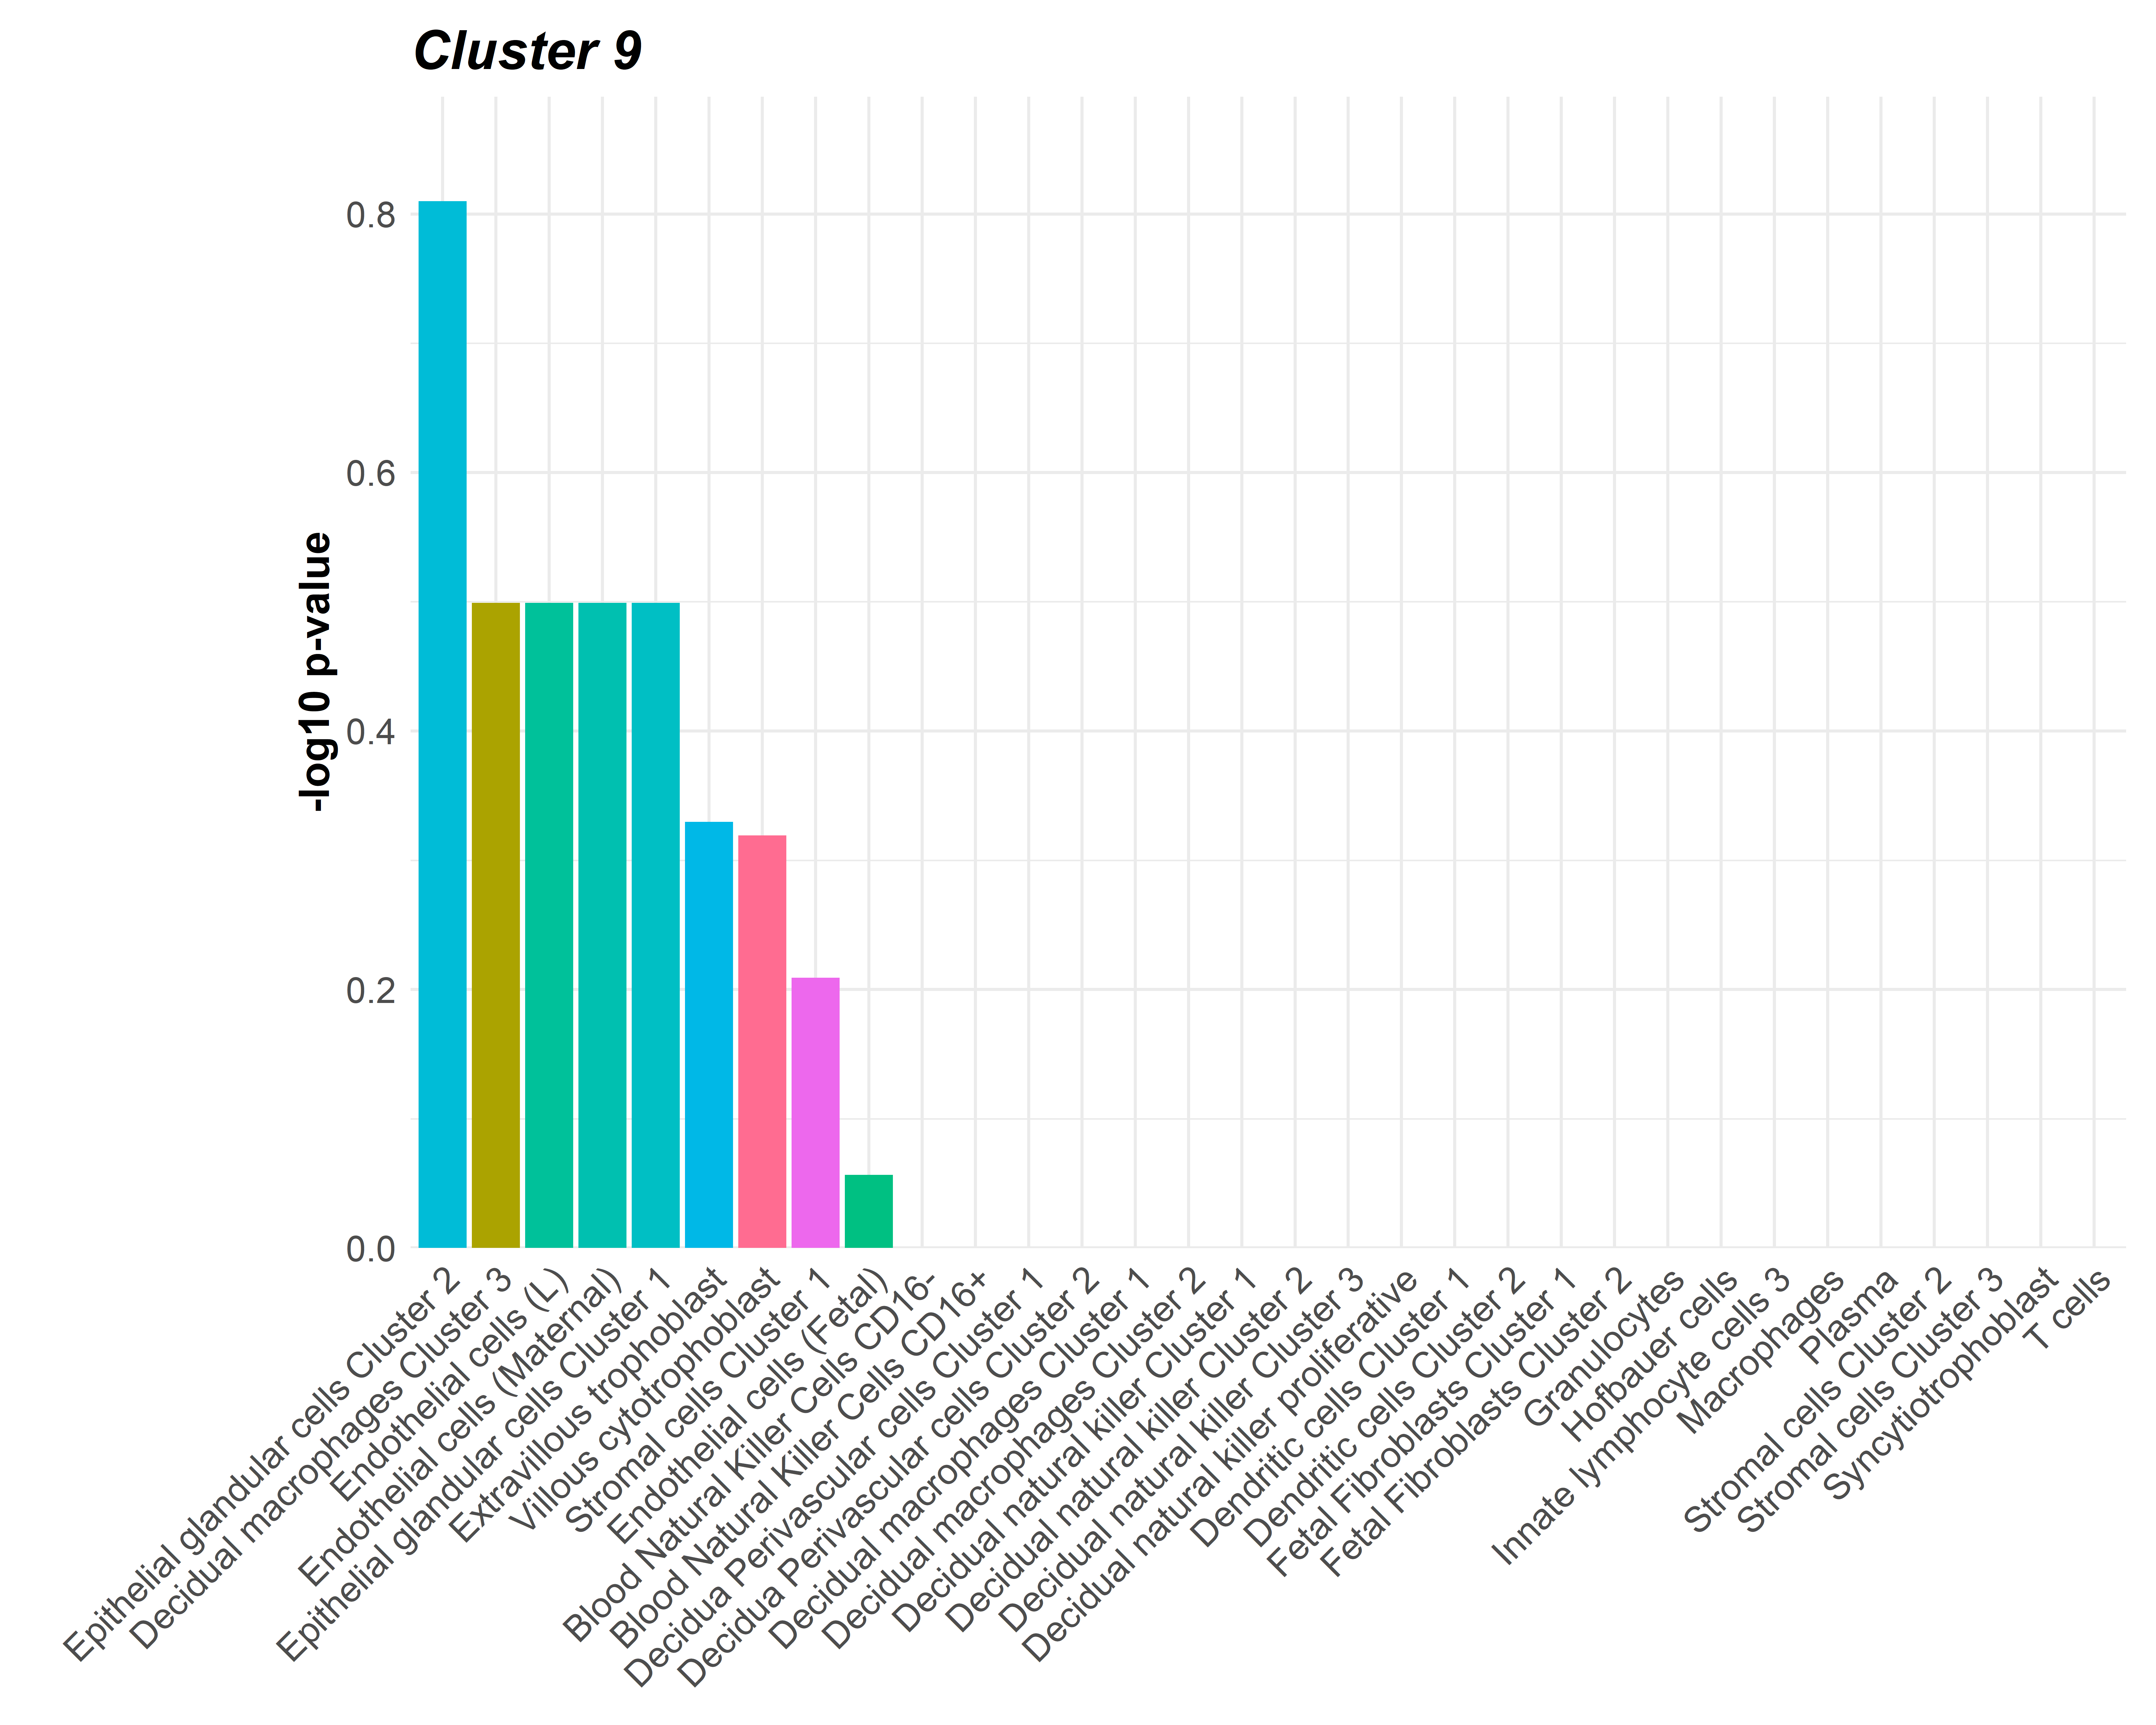 Cluster 9
-log10 p-value
0.8
0.6
0.4
0.2
0.0
Epithelial glandular cells Cluster 2
Decidual macrophages Cluster 3
Endothelial cells (L)
Endothelial cells (Maternal)
Epithelial glandular cells Cluster 1
Extravillous trophoblast
Villous cytotrophoblast
Stromal cells Cluster 1
Endothelial cells (Fetal)
Blood Natural Killer Cells CD16-
Blood Natural Killer Cells CD16+
Decidua Perivascular cells Cluster 1
Decidua Perivascular cells Cluster 2
Decidual macrophages Cluster 1
Decidual macrophages Cluster 2
Decidual natural killer Cluster 1
Decidual natural killer Cluster 2
Decidual natural killer Cluster 3
Decidual natural killer proliferative
Dendritic cells Cluster 1
Dendritic cells Cluster 2
Fetal Fibroblasts Cluster 1
Fetal Fibroblasts Cluster 2
Granulocytes
Hofbauer cells
Innate lymphocyte cells 3
Macrophages
Plasma
Stromal cells Cluster 2
Stromal cells Cluster 3
Syncytiotrophoblast
T cells